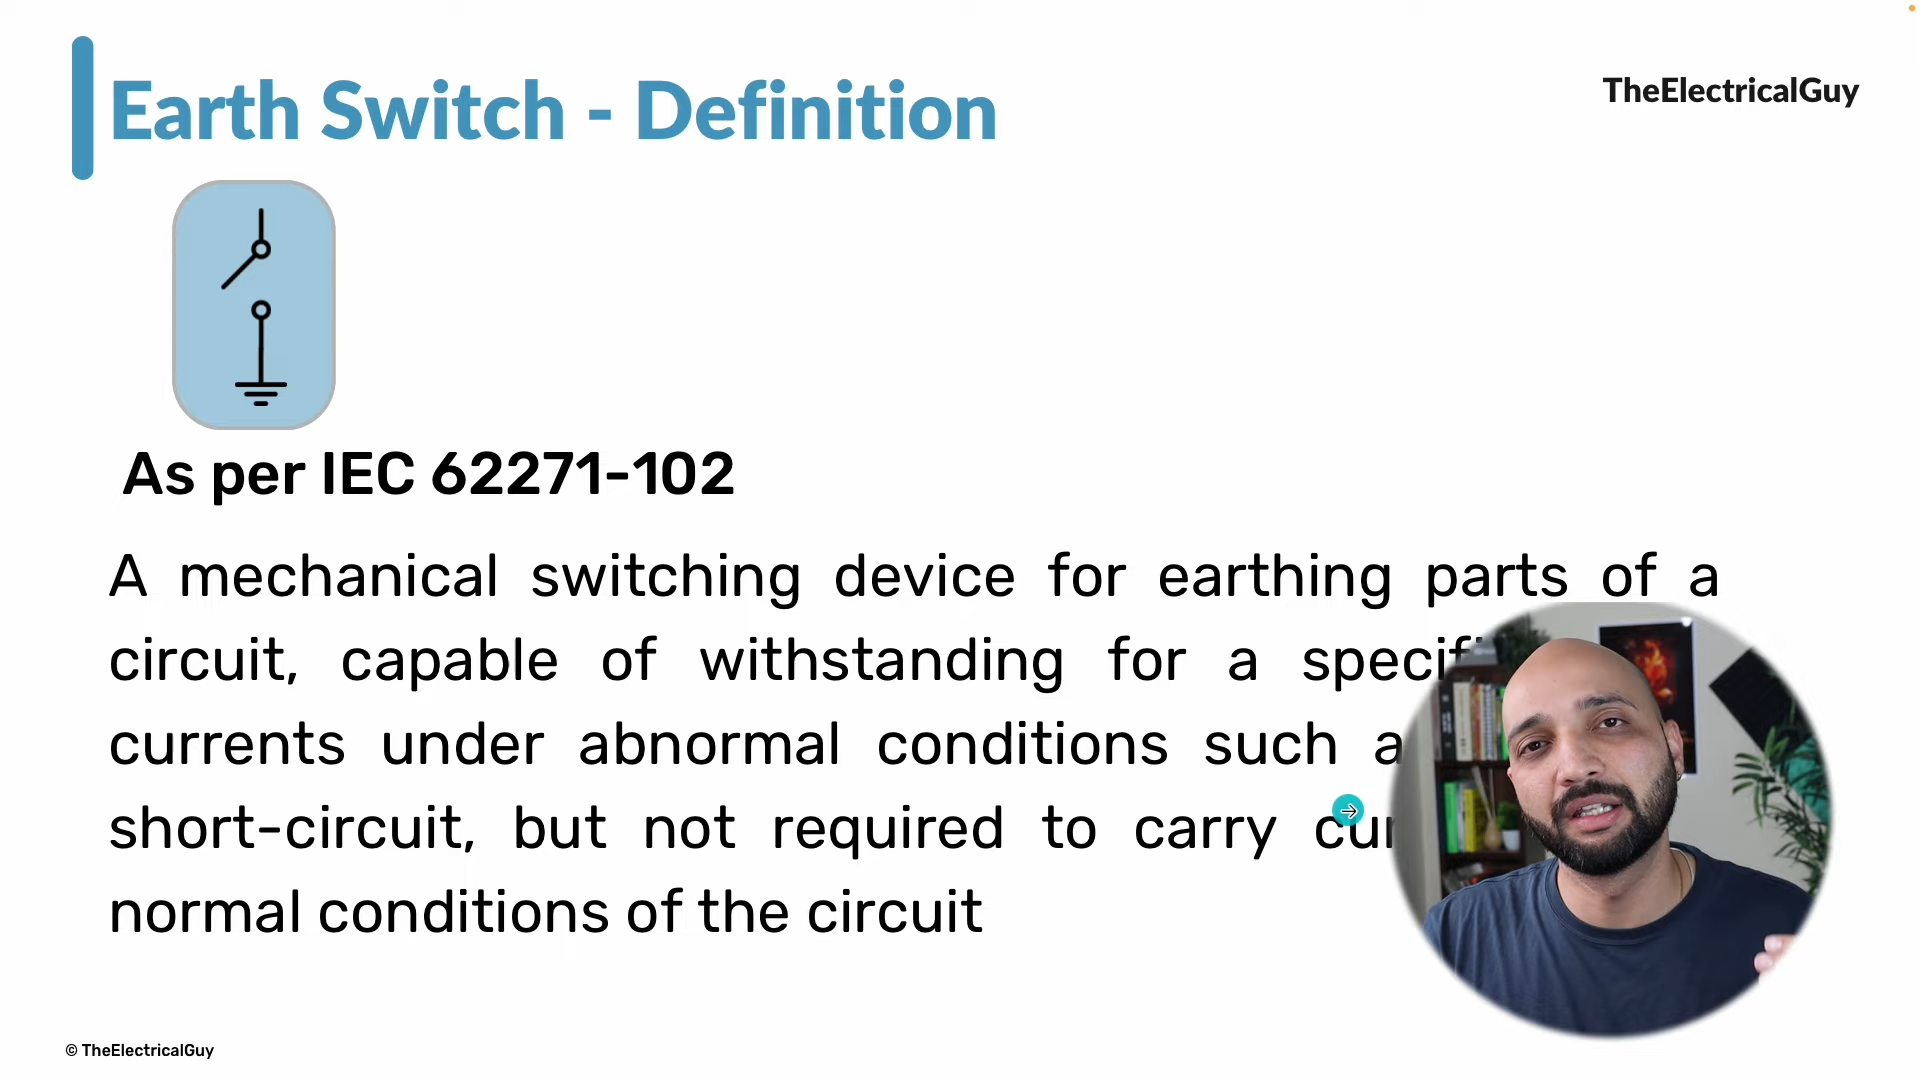 Earth Switch - Definition
TheElectricalGuy
As per IEC 62271-102
A mechanical switching device for earthing parts of a
circuit, capable of withstanding for a
currents under abnormal conditions such
short-circuit, but not required to carry
normal conditions of the circuit
© TheElectricalGuy